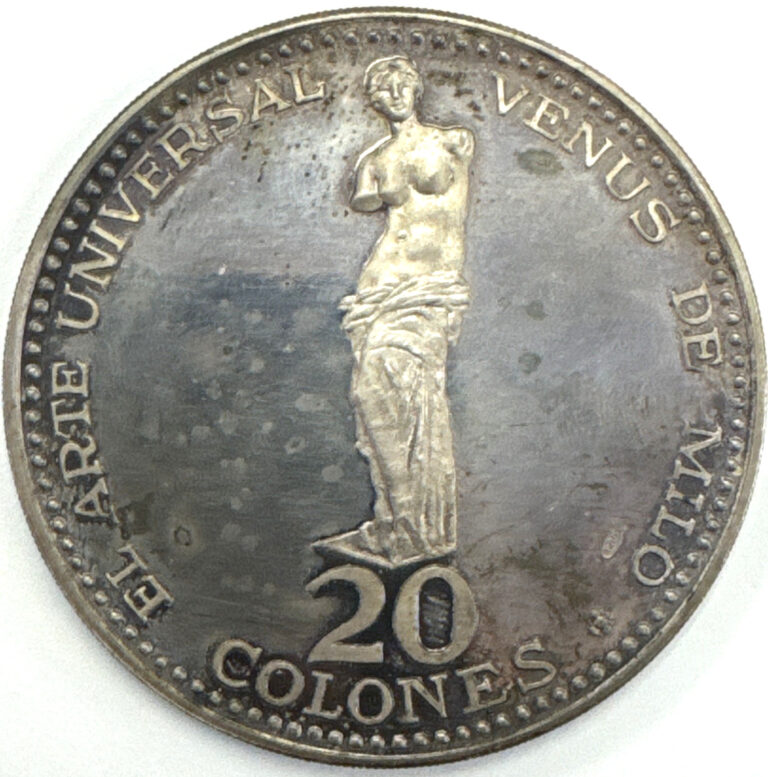 EL ARTE UNIVERSAL VENUS DE MILO
20
COLONES